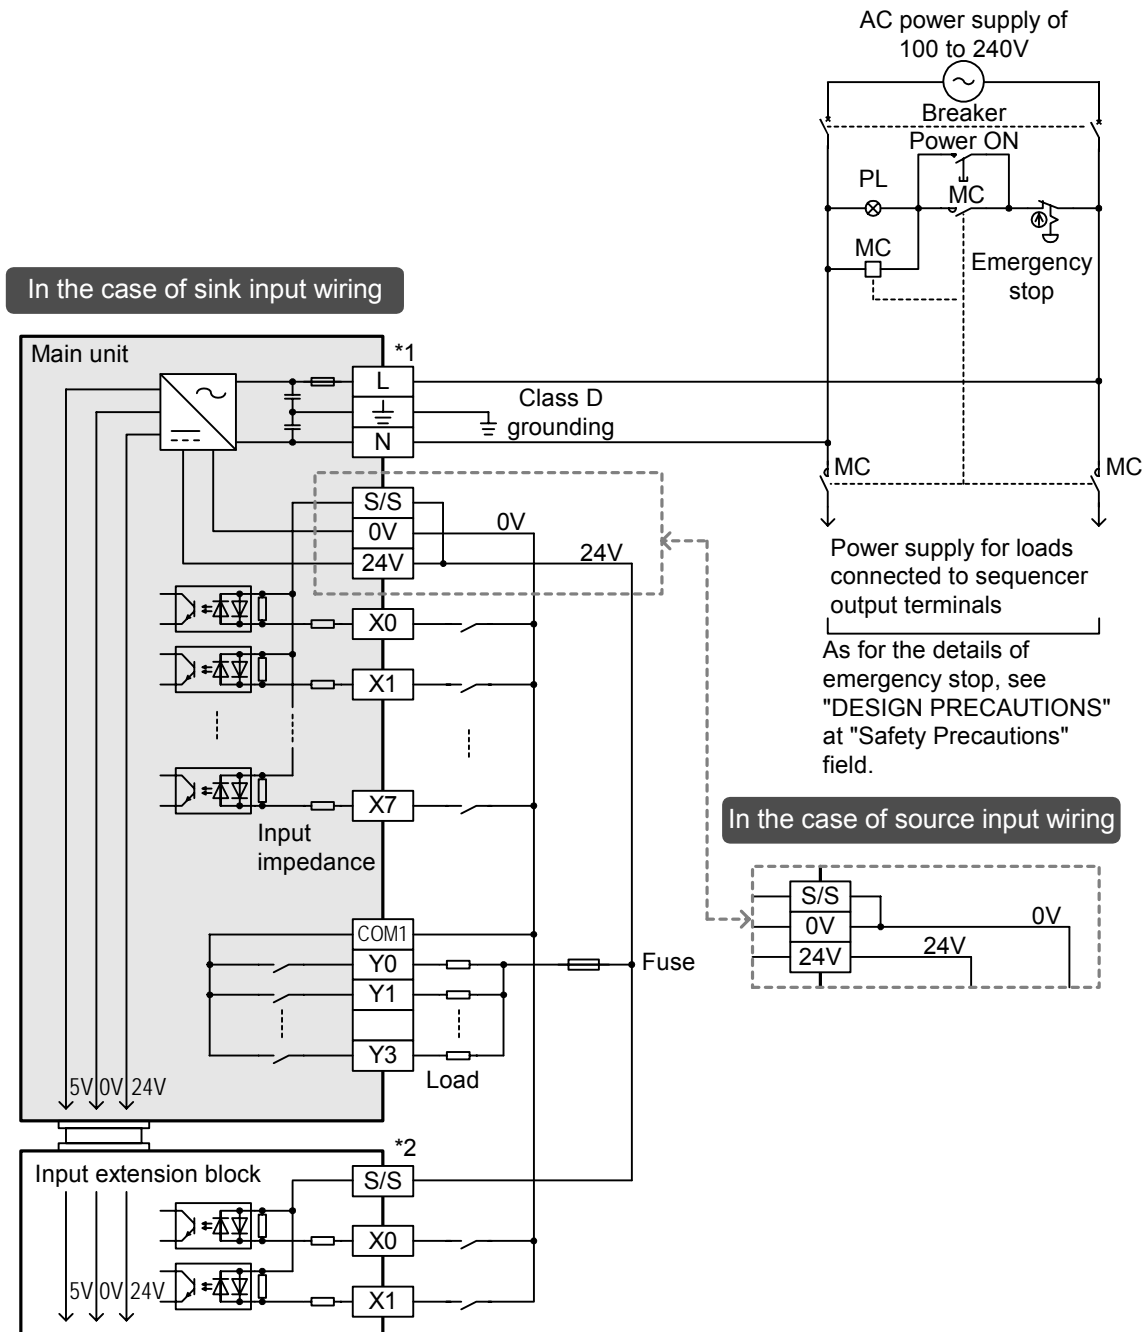 AC power supply of
100 to 240V
Breaker
Power ON
PL
MC
MC
Emergency
stop
In the case of sink input wiring
Main unit
*1
L
Class D
grounding
N
MC
MC
S/S
0V
0V
24V
24V
Power supply for loads
connected to sequencer
output terminals
X0
As for the details of
emergency stop, see
"DESIGN PRECAUTIONS"
at "Safety Precautions"
field.
X1
X7
Input
impedance
In the case of source input wiring
S/S
0V
0V
24V
24V
COM1
Y0
Fuse
Y1
Y3
Load
5V 0V 24V
*2
Input extension block
S/S
X0
X1
5V 0V 24V